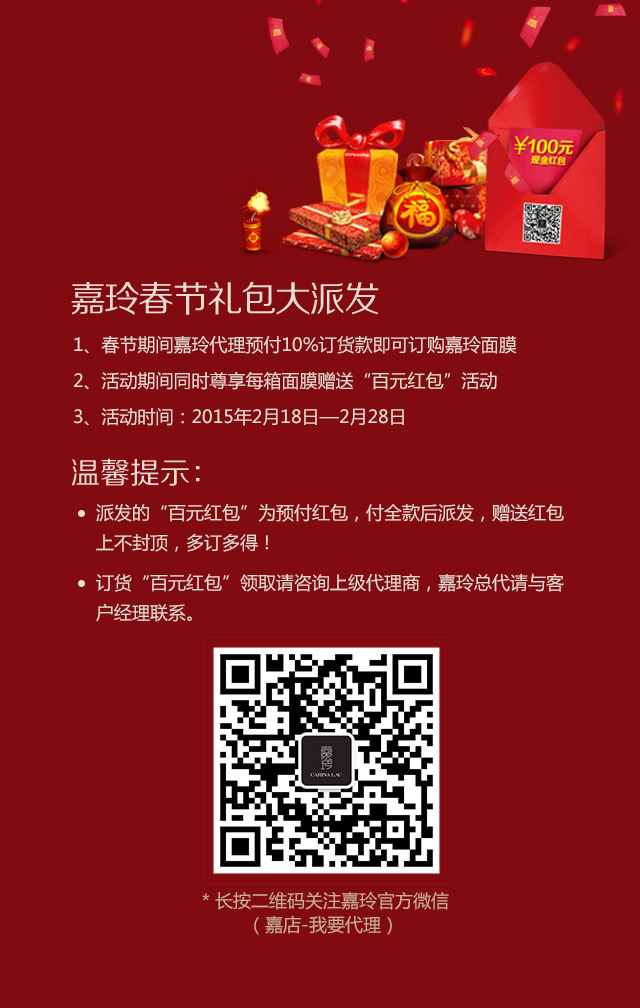 ¥100元
现金红包
福
嘉玲春节礼包大派发
1、春节期间嘉玲代理预付10%订货款即可订购嘉玲面膜
2、活动期间同时尊享每箱面膜赠送“百元红包”活动
3、活动时间：2015年2月18日—2月28日
温馨提示：
• 派发的“百元红包”为预付红包，付全款后派发，赠送红包
上不封顶，多订多得！
• 订货“百元红包”领取请咨询上级代理商，嘉玲总代请与客
户经理联系。
嘉玲
CARINA LAU
* 长按二维码关注嘉玲官方微信
（嘉店-我要代理）